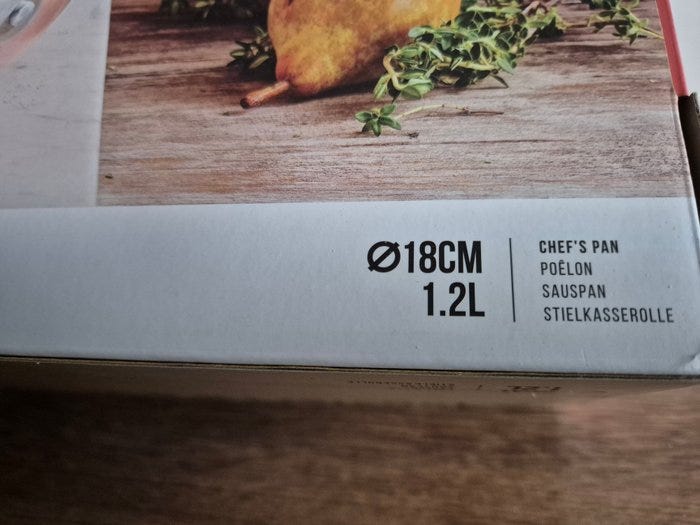 Ø18CM
1.2L
CHEF'S PAN
POÊLON
SAUSPAN
STIELKASSEROLLE